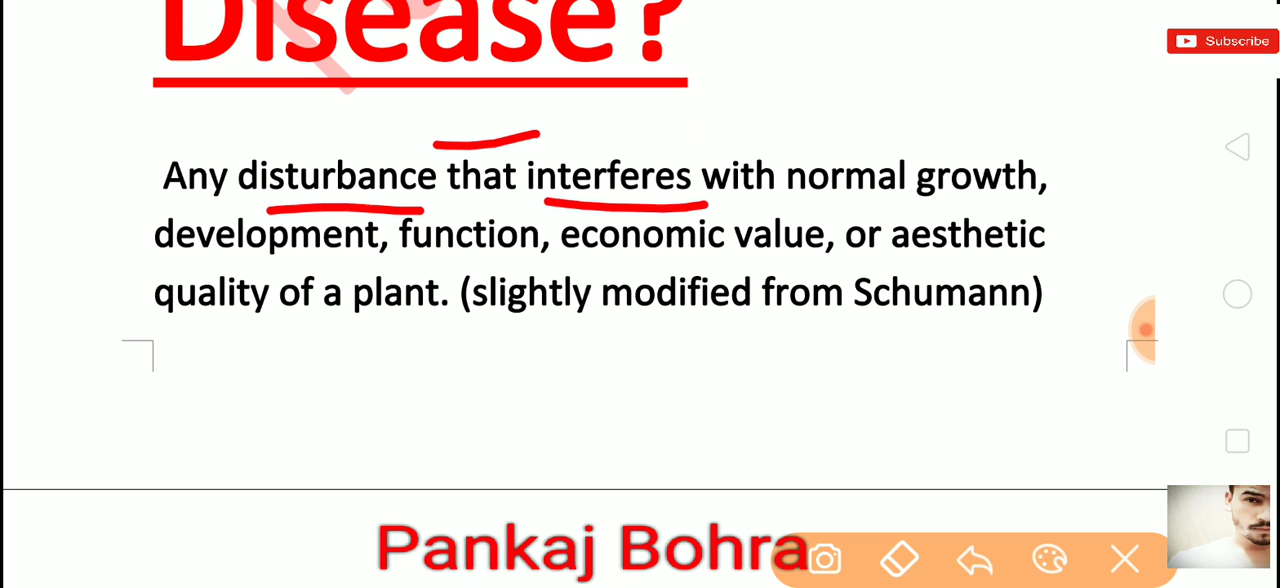 Disease?
Subscribe
Any disturbance that interferes with normal growth,
development, function, economic value, or aesthetic
quality of a plant. (slightly modified from Schumann)
Pankaj Bohra